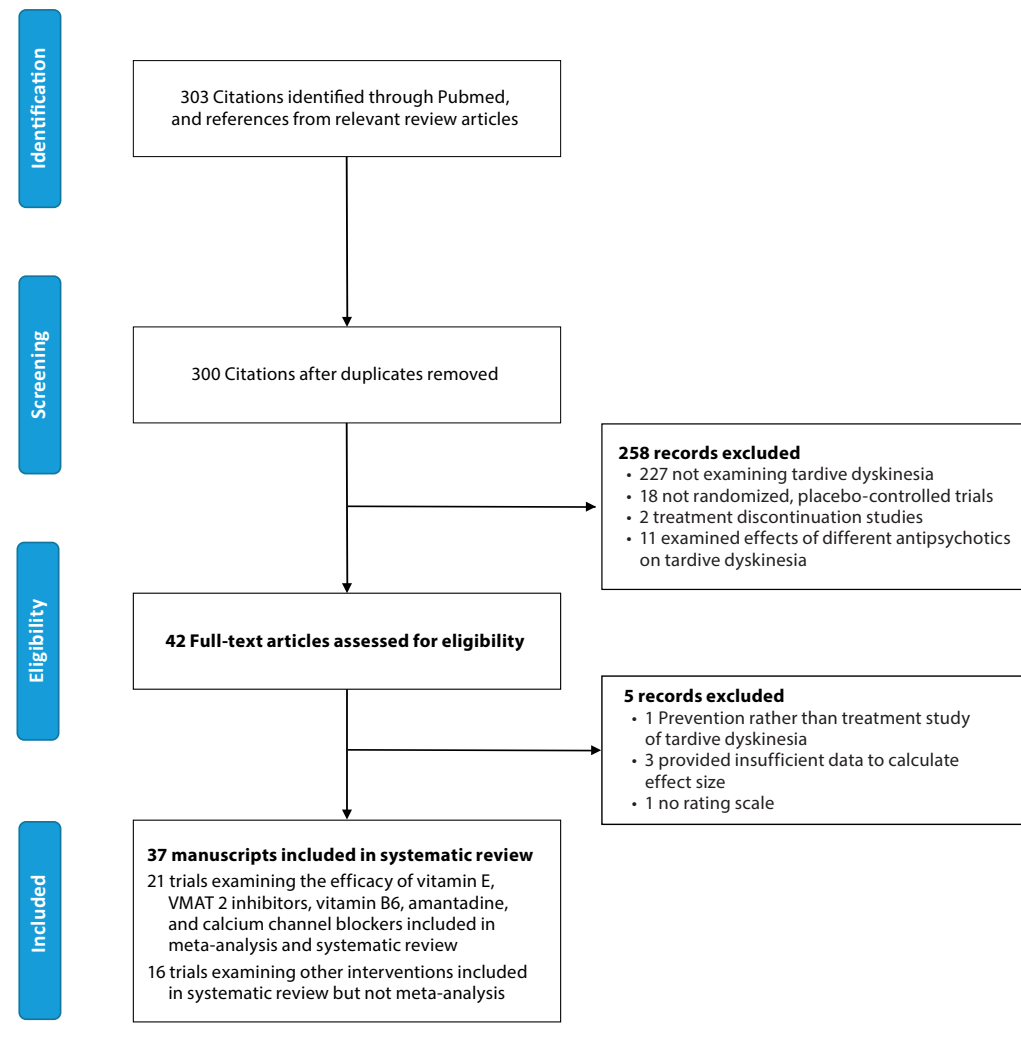 Identification
303 Citations identified through Pubmed,
and references from relevant review articles
Screening
300 Citations after duplicates removed
258 records excluded
• 227 not examining tardive dyskinesia
• 18 not randomized, placebo-controlled trials
• 2 treatment discontinuation studies
• 11 examined effects of different antipsychotics
on tardive dyskinesia
Eligibility
42 Full-text articles assessed for eligibility
5 records excluded
• 1 Prevention rather than treatment study
of tardive dyskinesia
• 3 provided insufficient data to calculate
effect size
• 1 no rating scale
Included
37 manuscripts included in systematic review
21 trials examining the efficacy of vitamin E,
VMAT 2 inhibitors, vitamin B6, amantadine,
and calcium channel blockers included in
meta-analysis and systematic review
16 trials examining other interventions included
in systematic review but not meta-analysis